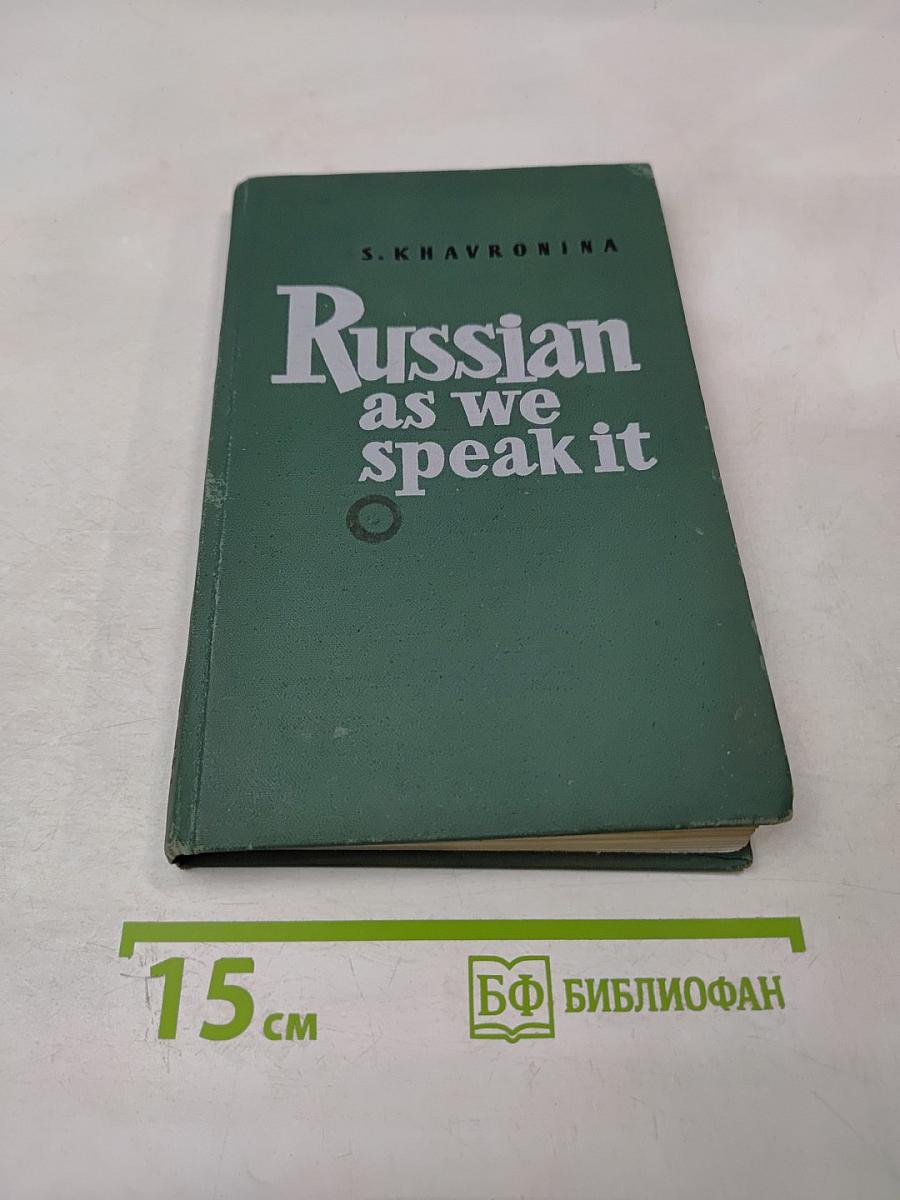 S. KHAVRONINA
Russian
as we
speak it
15 см
БФ БИБЛИОФАН